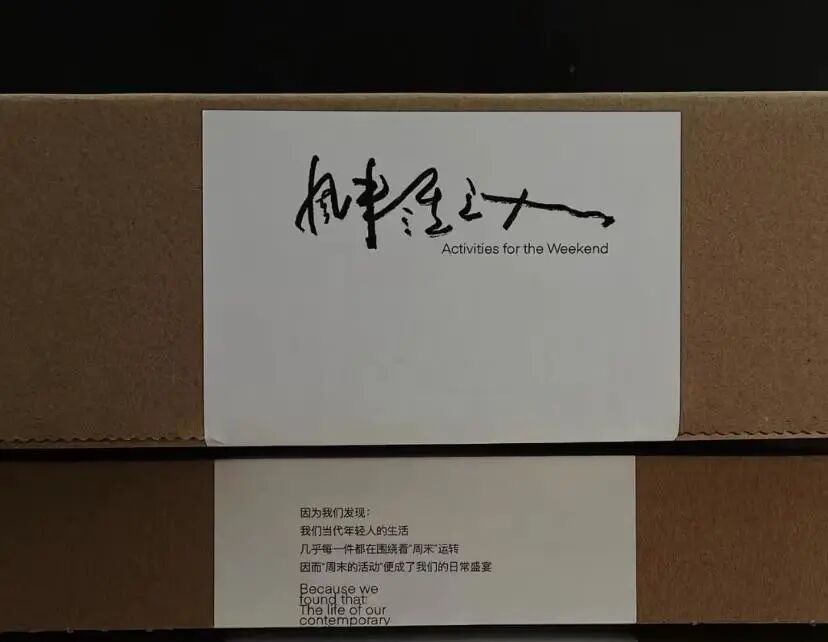 Activities for the Weekend
因为我们发现：
我们当代年轻人的生活
几乎每一件都在围绕着“周末”运转
因而“周末的活动”便成了我们的日常盛宴
Because we
found that:
The life of our
contemporary